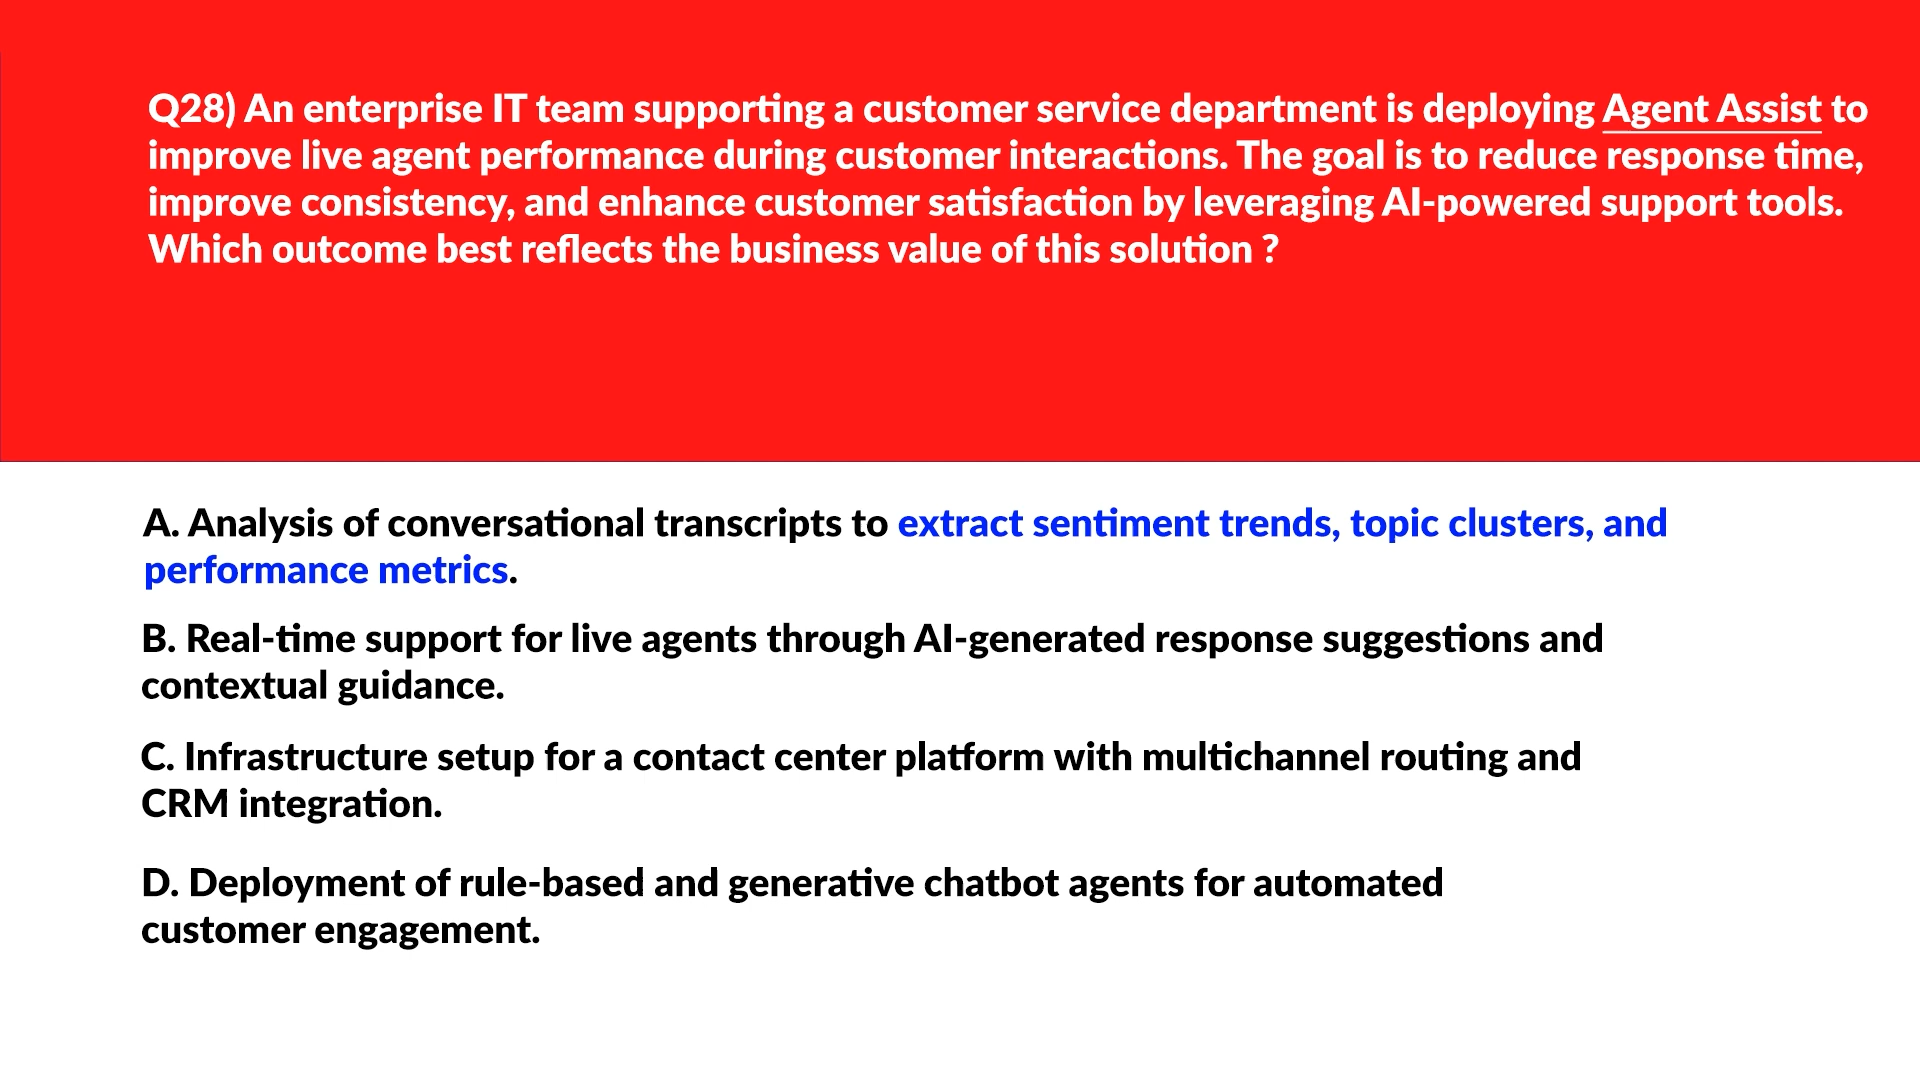 Q28) An enterprise IT team supporting a customer service department is deploying Agent Assist to
improve live agent performance during customer interactions. The goal is to reduce response time,
improve consistency, and enhance customer satisfaction by leveraging AI-powered support tools.
Which outcome best reflects the business value of this solution ?
A. Analysis of conversational transcripts to extract sentiment trends, topic clusters, and
performance metrics.
B. Real-time support for live agents through AI-generated response suggestions and
contextual guidance.
C. Infrastructure setup for a contact center platform with multichannel routing and
CRM integration.
D. Deployment of rule-based and generative chatbot agents for automated
customer engagement.